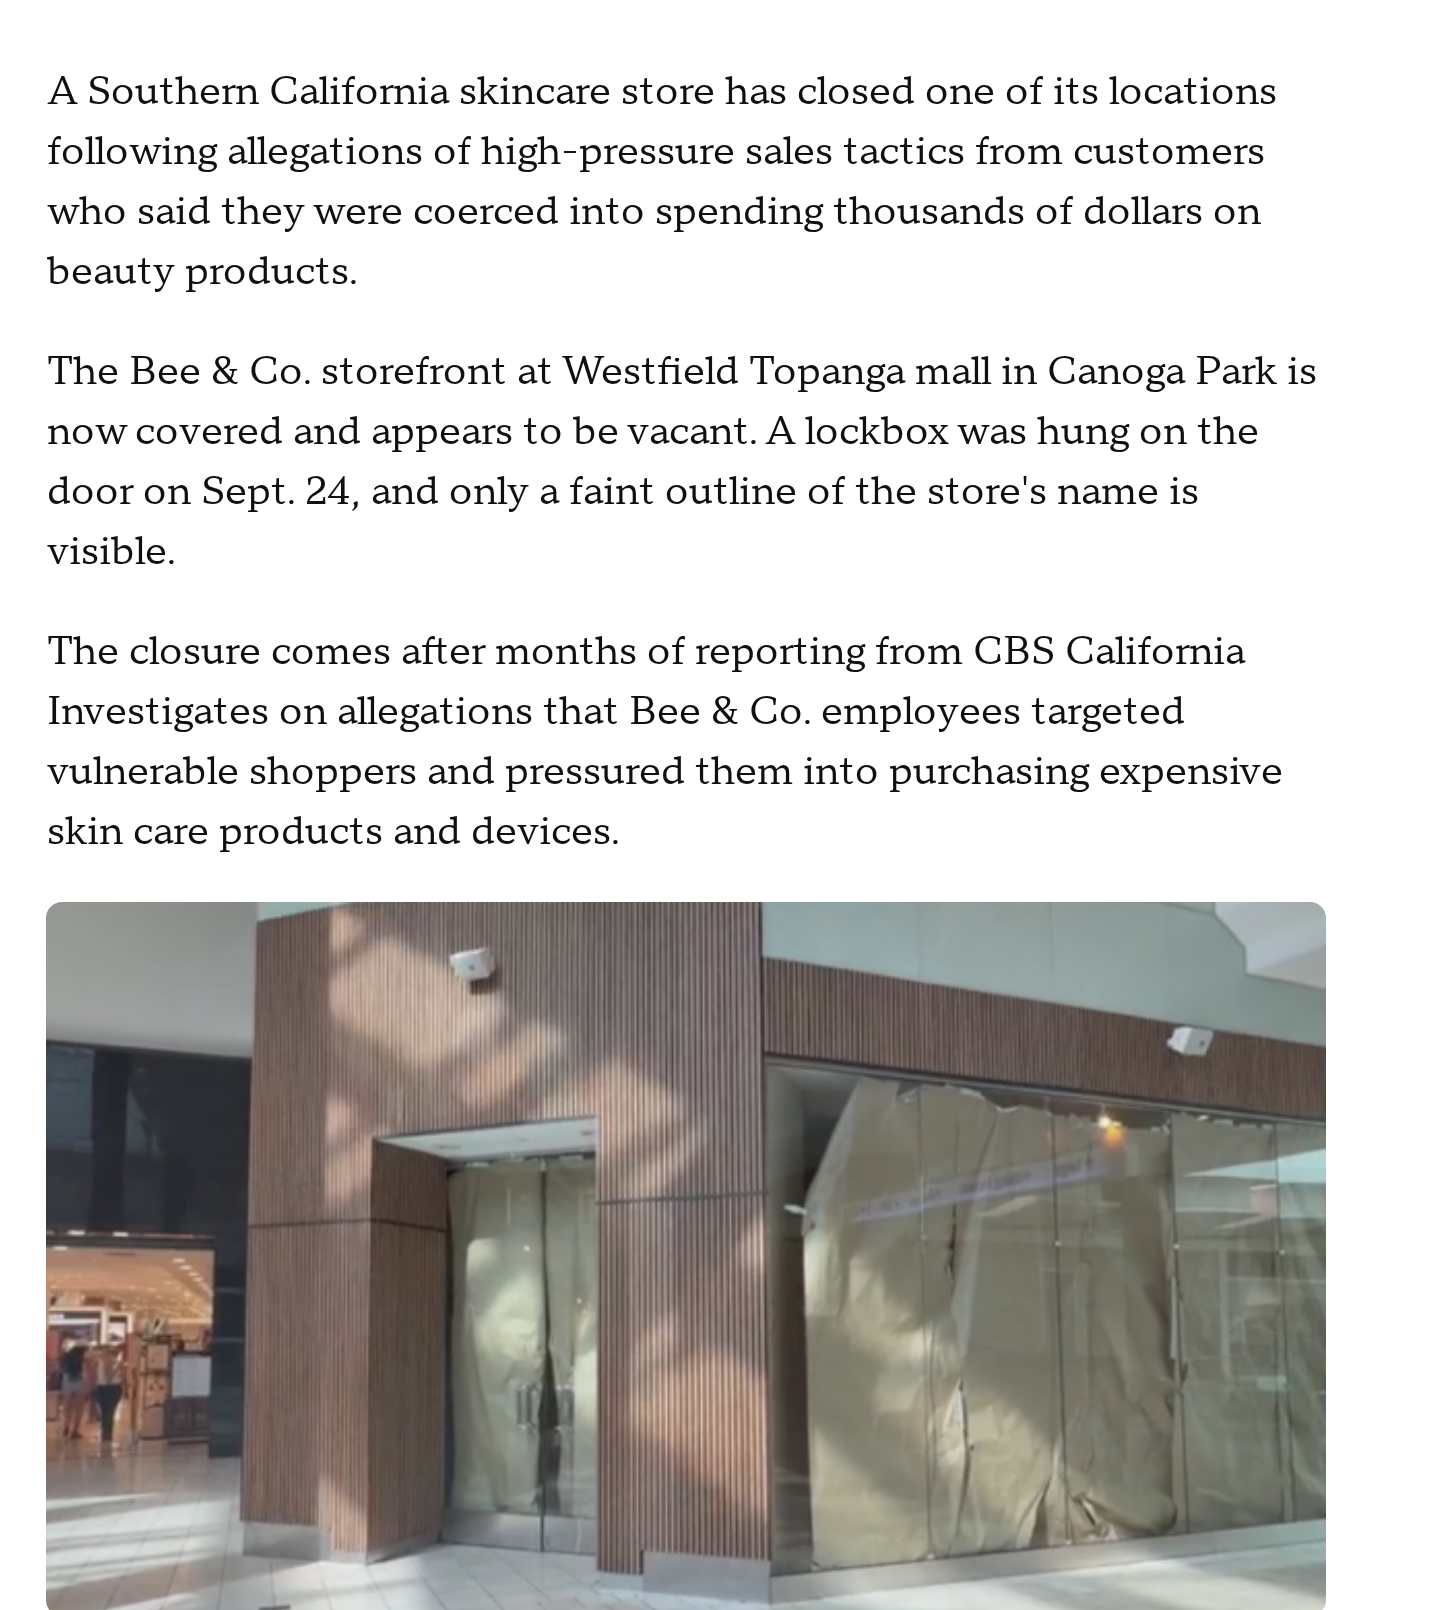 A Southern California skincare store has closed one of its locations
following allegations of high-pressure sales tactics from customers
who said they were coerced into spending thousands of dollars on
beauty products.
The Bee & Co. storefront at Westfield Topanga mall in Canoga Park is
now covered and appears to be vacant. A lockbox was hung on the
door on Sept. 24, and only a faint outline of the store's name is
visible.
The closure comes after months of reporting from CBS California
Investigates on allegations that Bee & Co. employees targeted
vulnerable shoppers and pressured them into purchasing expensive
skin care products and devices.